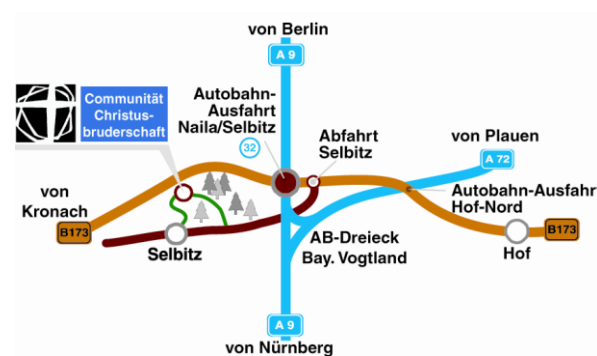 von Berlin
A 9
Communität
Christus-
bruderschaft
Autobahn-
Ausfahrt
Naila/Selbitz
32
Abfahrt
Selbitz
von Plauen
A 72
von
Kronach
B173
Autobahn-Ausfahr
Hof-Nord
Selbitz
AB-Dreieck
Bay. Vogtland
Hof
B173
A 9
von Nürnberg